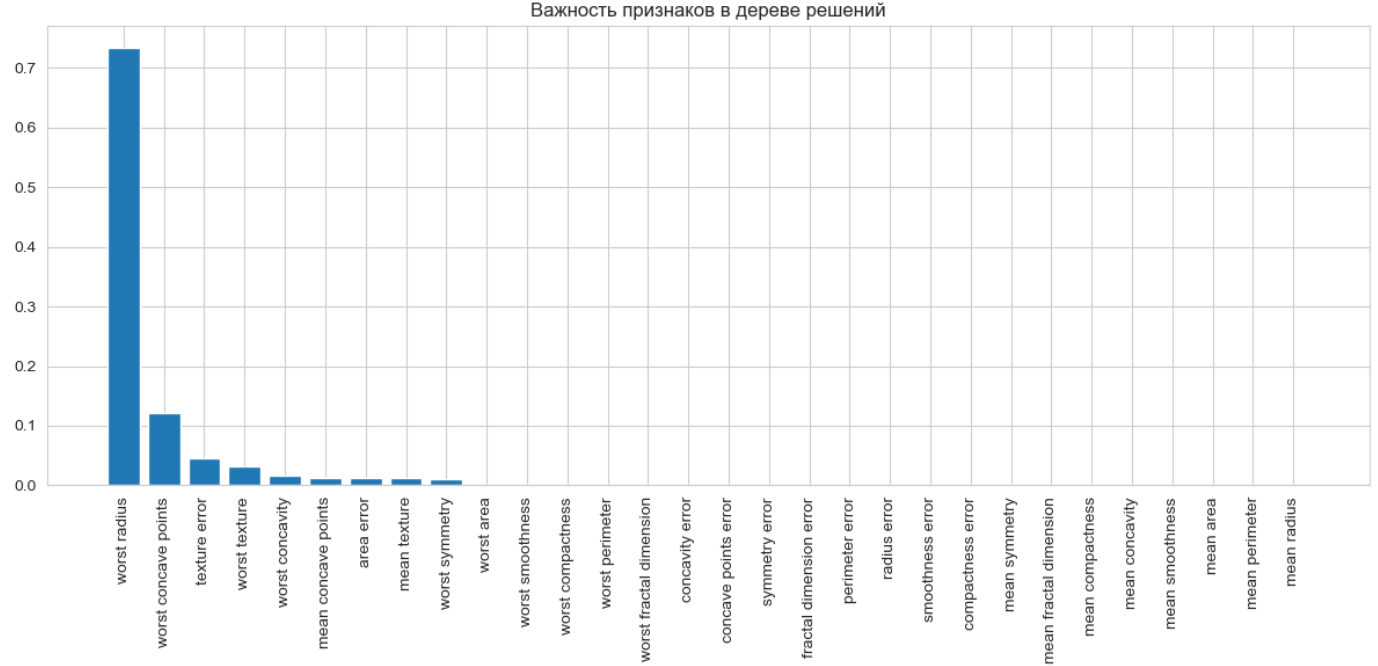 Важность признаков в дереве решений
0.7
0.6
0.5
0.4
0.3
0.2
0.1
0.0
worst radius
worst concave points
texture error
worst texture
worst concavity
mean concave points
area error
mean texture
worst symmetry
worst area
worst smoothness
worst compactness
worst perimeter
worst fractal dimension
concavity error
concave points error
symmetry error
fractal dimension error
perimeter error
radius error
smoothness error
compactness error
mean symmetry
mean fractal dimension
mean compactness
mean concavity
mean smoothness
mean area
mean perimeter
mean radius